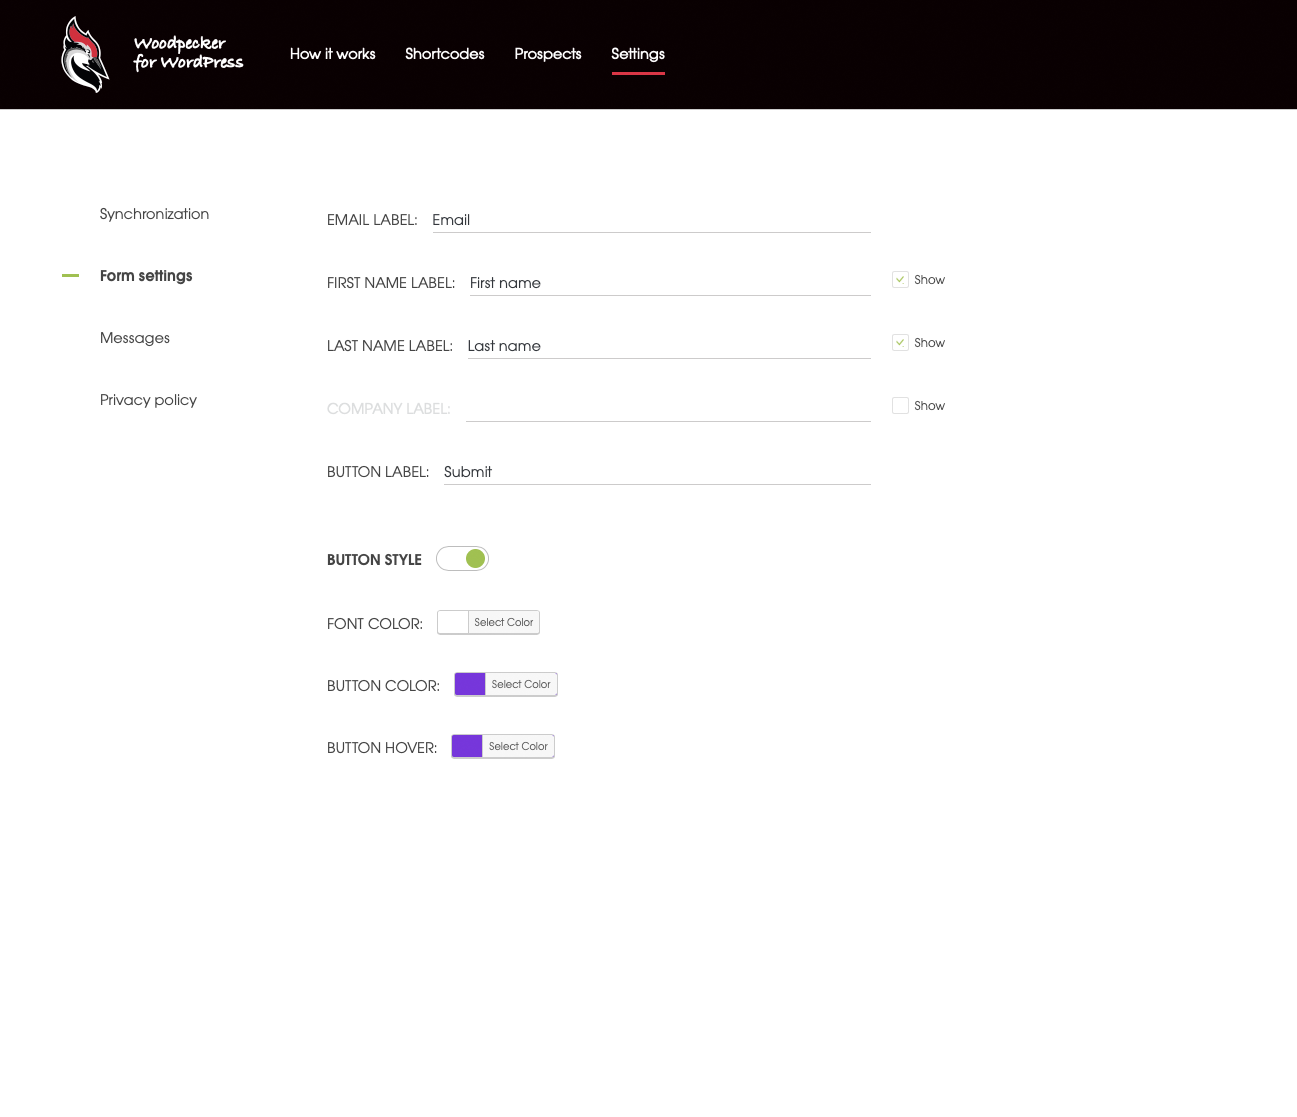 Woodpecker
for WordPress
How it works
Shortcodes
Prospects
Settings
Synchronization
Form settings
Messages
Privacy policy
EMAIL LABEL: Email
FIRST NAME LABEL: First name
Show
LAST NAME LABEL: Last name
Show
COMPANY LABEL:
Show
BUTTON LABEL: Submit
BUTTON STYLE
FONT COLOR: Select Color
BUTTON COLOR: Select Color
BUTTON HOVER: Select Color